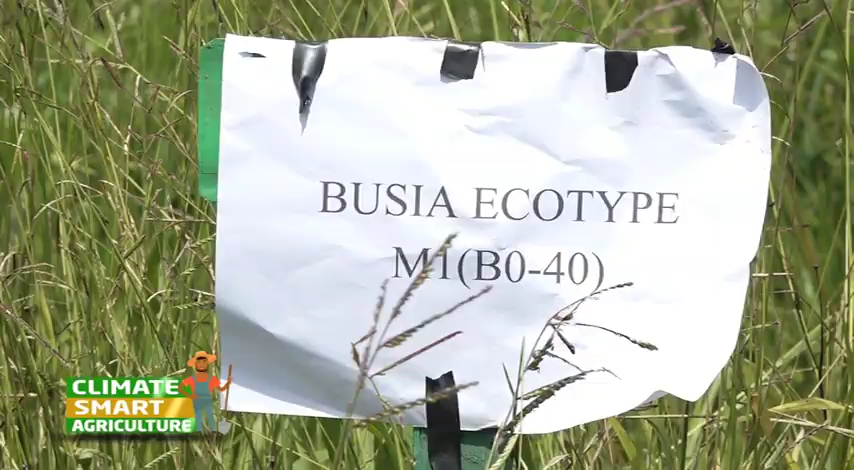 BUSIA ECOTYPE
M1(B0-40)
CLIMATE
SMART
AGRICULTURE